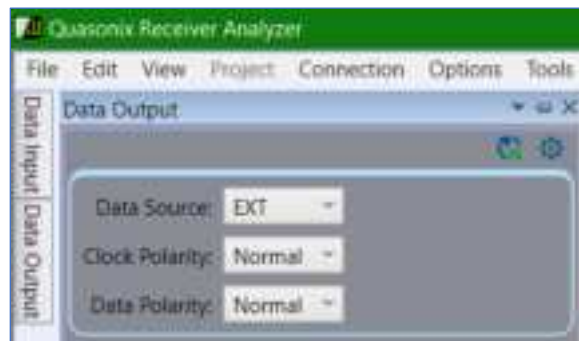 Quasonix Receiver Analyzer
File Edit View Project Connection Options Tools
Data Input
Data Output
Data Output
Data Source: EXT
Clock Polarity: Normal
Data Polarity: Normal